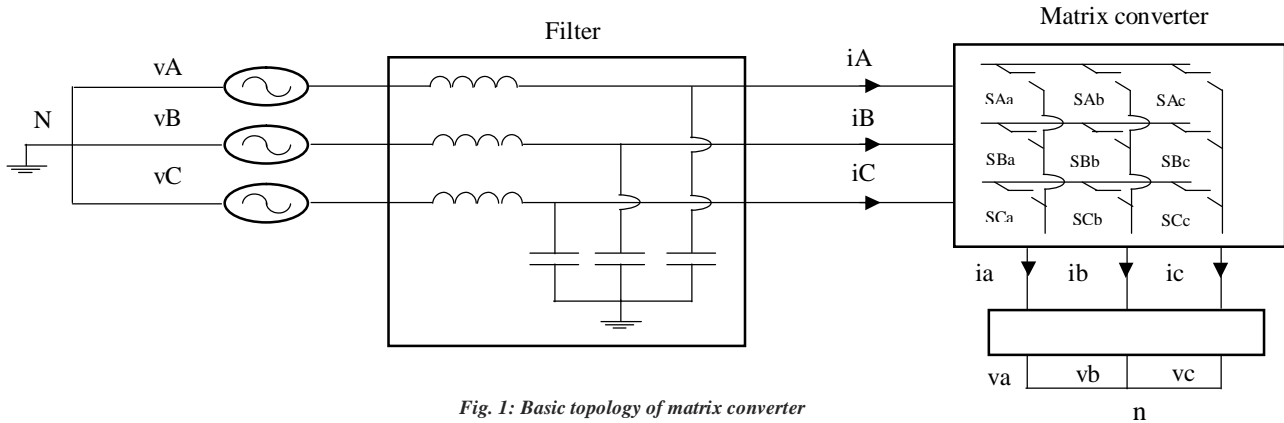 Matrix converter
Filter
vA
iA
SAa SAb SAc
N
vB
iB
SBa SBb SBc
vC
iC
SCa SCb SCc
ia ib ic
va vb vc
n
Fig. 1: Basic topology of matrix converter